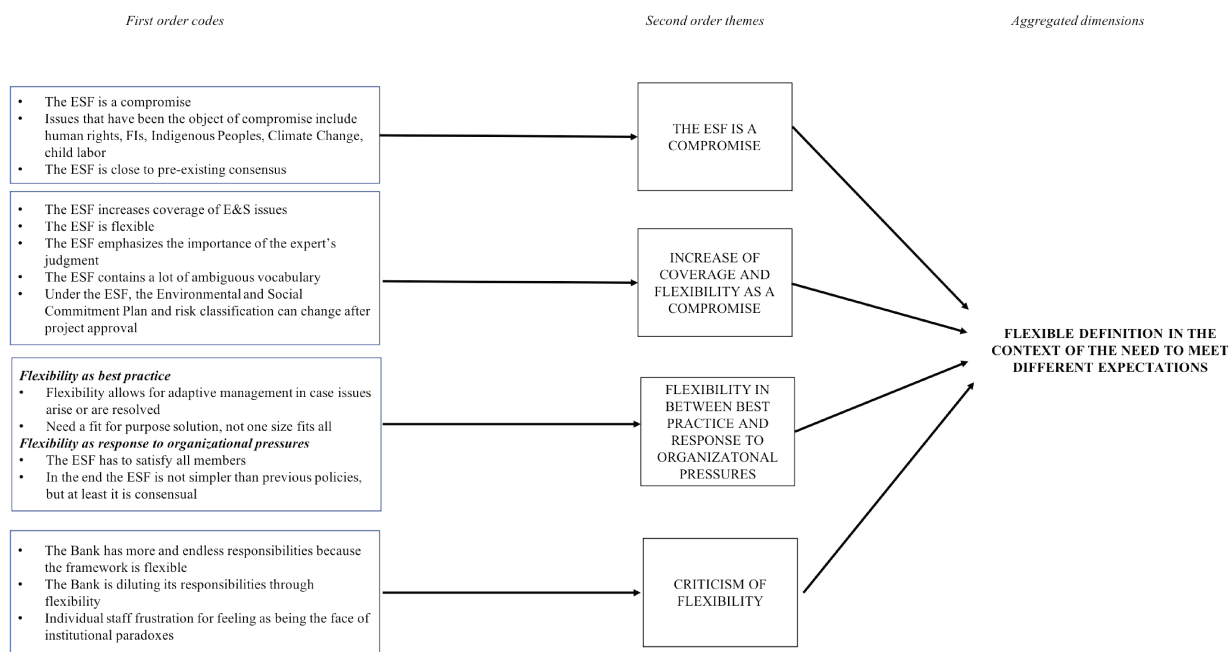 First order codes
Second order themes
Aggregated dimensions
• The ESF is a compromise
• Issues that have been the object of compromise include
human rights, FIs, Indigenous Peoples, Climate Change,
child labor
• The ESF is close to pre-existing consensus
THE ESF IS A
COMPROMISE
• The ESF increases coverage of E&S issues
• The ESF is flexible
• The ESF emphasizes the importance of the expert's
judgment
• The ESF contains a lot of ambiguous vocabulary
• Under the ESF, the Environmental and Social
Commitment Plan and risk classification can change after
project approval
INCREASE OF
COVERAGE AND
FLEXIBILITY AS A
COMPROMISE
Flexibility as best practice
• Flexibility allows for adaptive management in case issues
arise or are resolved
• Need a fit for purpose solution, not one size fits all
Flexibility as response to organizational pressures
• The ESF has to satisfy all members
• In the end the ESF is not simpler than previous policies,
but at least it is consensual
FLEXIBILITY IN
BETWEEN BEST
PRACTICE AND
RESPONSE TO
ORGANIZATONAL
PRESSURES
• The Bank has more and endless responsibilities because
the framework is flexible
• The Bank is diluting its responsibilities through
flexibility
• Individual staff frustration for feeling as being the face of
institutional paradoxes
CRITICISM OF
FLEXIBILITY
FLEXIBLE DEFINITION IN THE
CONTEXT OF THE NEED TO MEET
DIFFERENT EXPECTATIONS